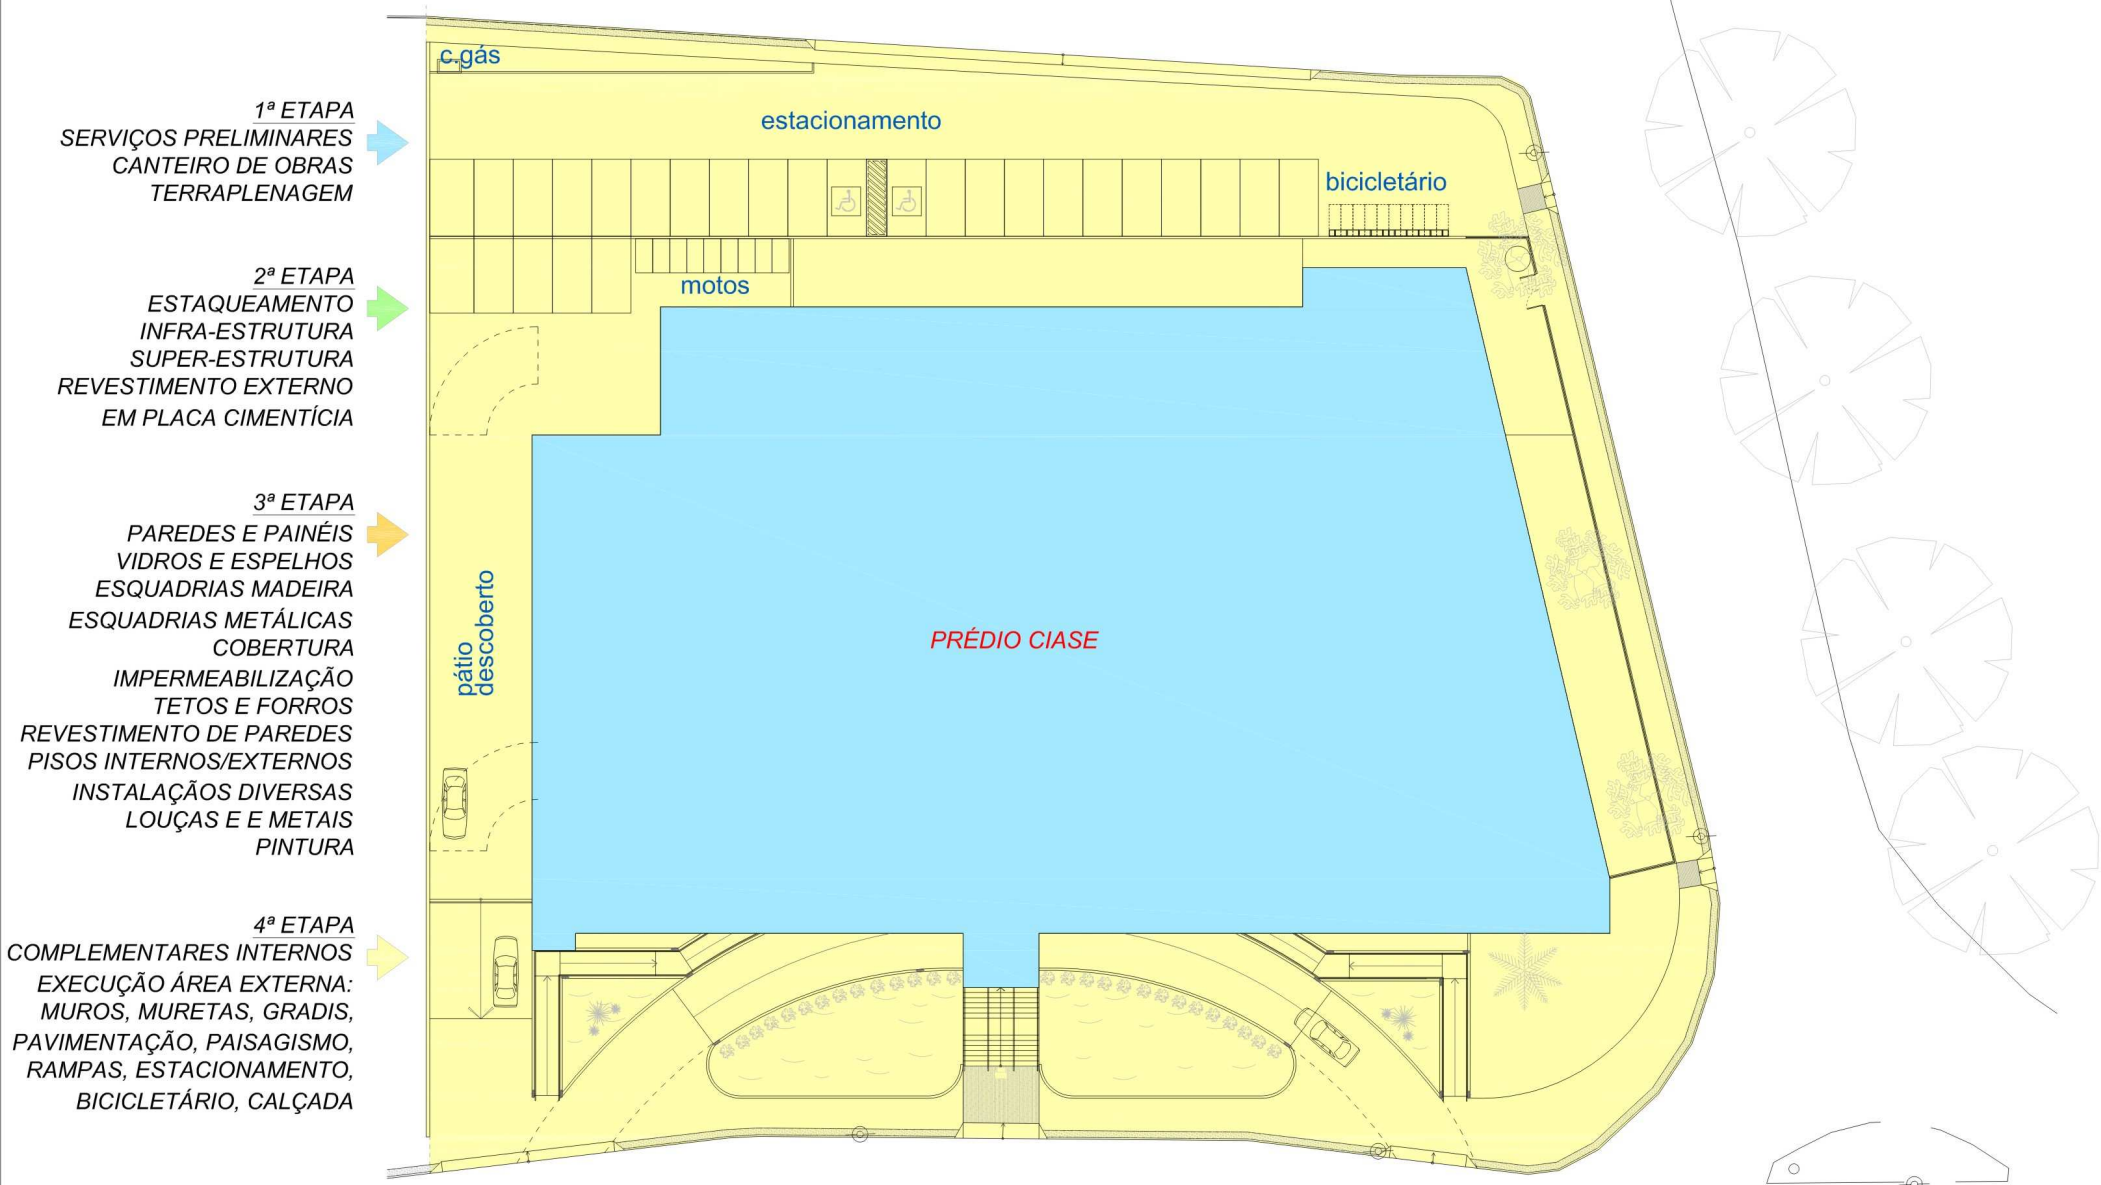 1ª ETAPA
SERVIÇOS PRELIMINARES
CANTEIRO DE OBRAS
TERRAPLENAGEM
2ª ETAPA
ESTAQUEAMENTO
INFRA-ESTRUTURA
SUPER-ESTRUTURA
REVESTIMENTO EXTERNO
EM PLACA CIMENTÍCIA
3ª ETAPA
PAREDES E PAINÉIS
VIDROS E ESPELHOS
ESQUADRIAS MADEIRA
ESQUADRIAS METÁLICAS
COBERTURA
IMPERMEABILIZAÇÃO
TETOS E FORROS
REVESTIMENTO DE PAREDES
PISOS INTERNOS/EXTERNOS
INSTALAÇÃOS DIVERSAS
LOUÇAS E E METAIS
PINTURA
4ª ETAPA
COMPLEMENTARES INTERNOS
EXECUÇÃO ÁREA EXTERNA:
MUROS, MURETAS, GRADIS,
PAVIMENTAÇÃO, PAISAGISMO,
RAMPAS, ESTACIONAMENTO,
BICICLETÁRIO, CALÇADA
c.gás
estacionamento
bicicletário
motos
pátio
descoberto
PRÉDIO CIASE